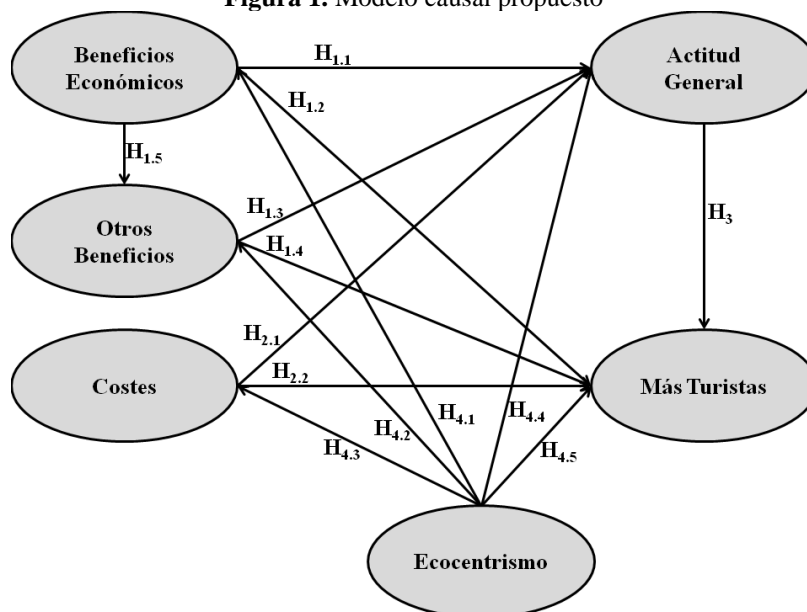 Figura 1. Modelo causal propuesto
Beneficios
Económicos
Actitud
General
H1.1
H1.2
H1.5
Otros
Beneficios
H1.3
H1.4
H3
H2.1
H2.2
Costes
Más Turistas
H4.1
H4.4
H4.2
H4.3
H4.5
Ecocentrismo